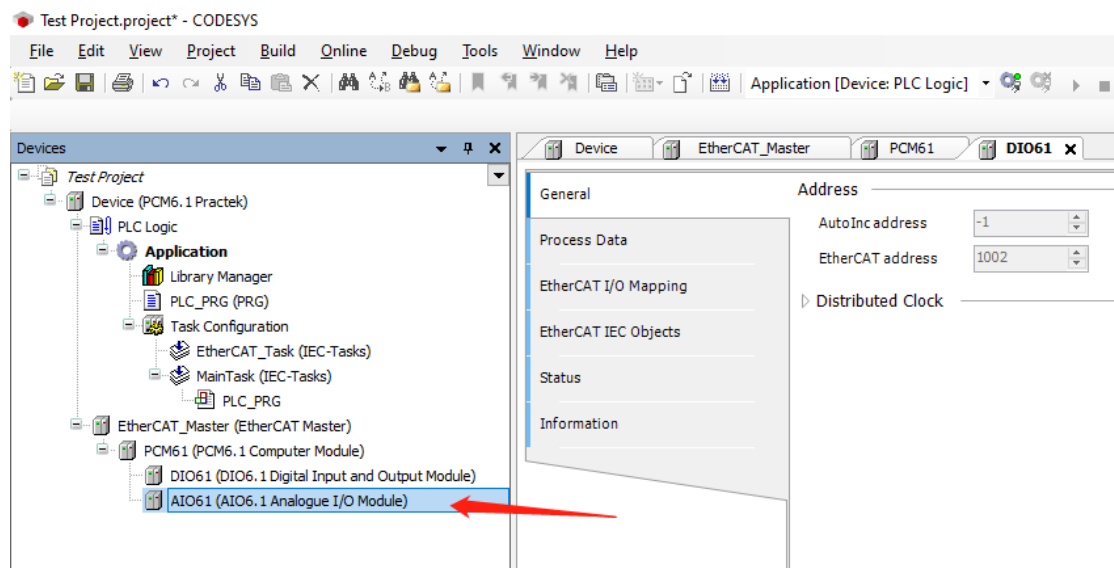 Test Project.project* - CODESYS
File Edit View Project Build Online Debug Tools Window Help
Application [Device: PLC Logic]
Devices
Test Project
Device (PCM6.1 Practek)
PLC Logic
Application
Library Manager
PLC_PRG (PRG)
Task Configuration
EtherCAT_Task (IEC-Tasks)
MainTask (IEC-Tasks)
PLC_PRG
EtherCAT_Master (EtherCAT Master)
PCM61 (PCM6.1 Computer Module)
DIO61 (DIO6.1 Digital Input and Output Module)
AIO61 (AIO6.1 Analogue I/O Module)
Device EtherCAT_Master PCM61 DIO61
General
Process Data
EtherCAT I/O Mapping
EtherCAT IEC Objects
Status
Information
Address
AutoInc address -1
EtherCAT address 1002
Distributed Clock